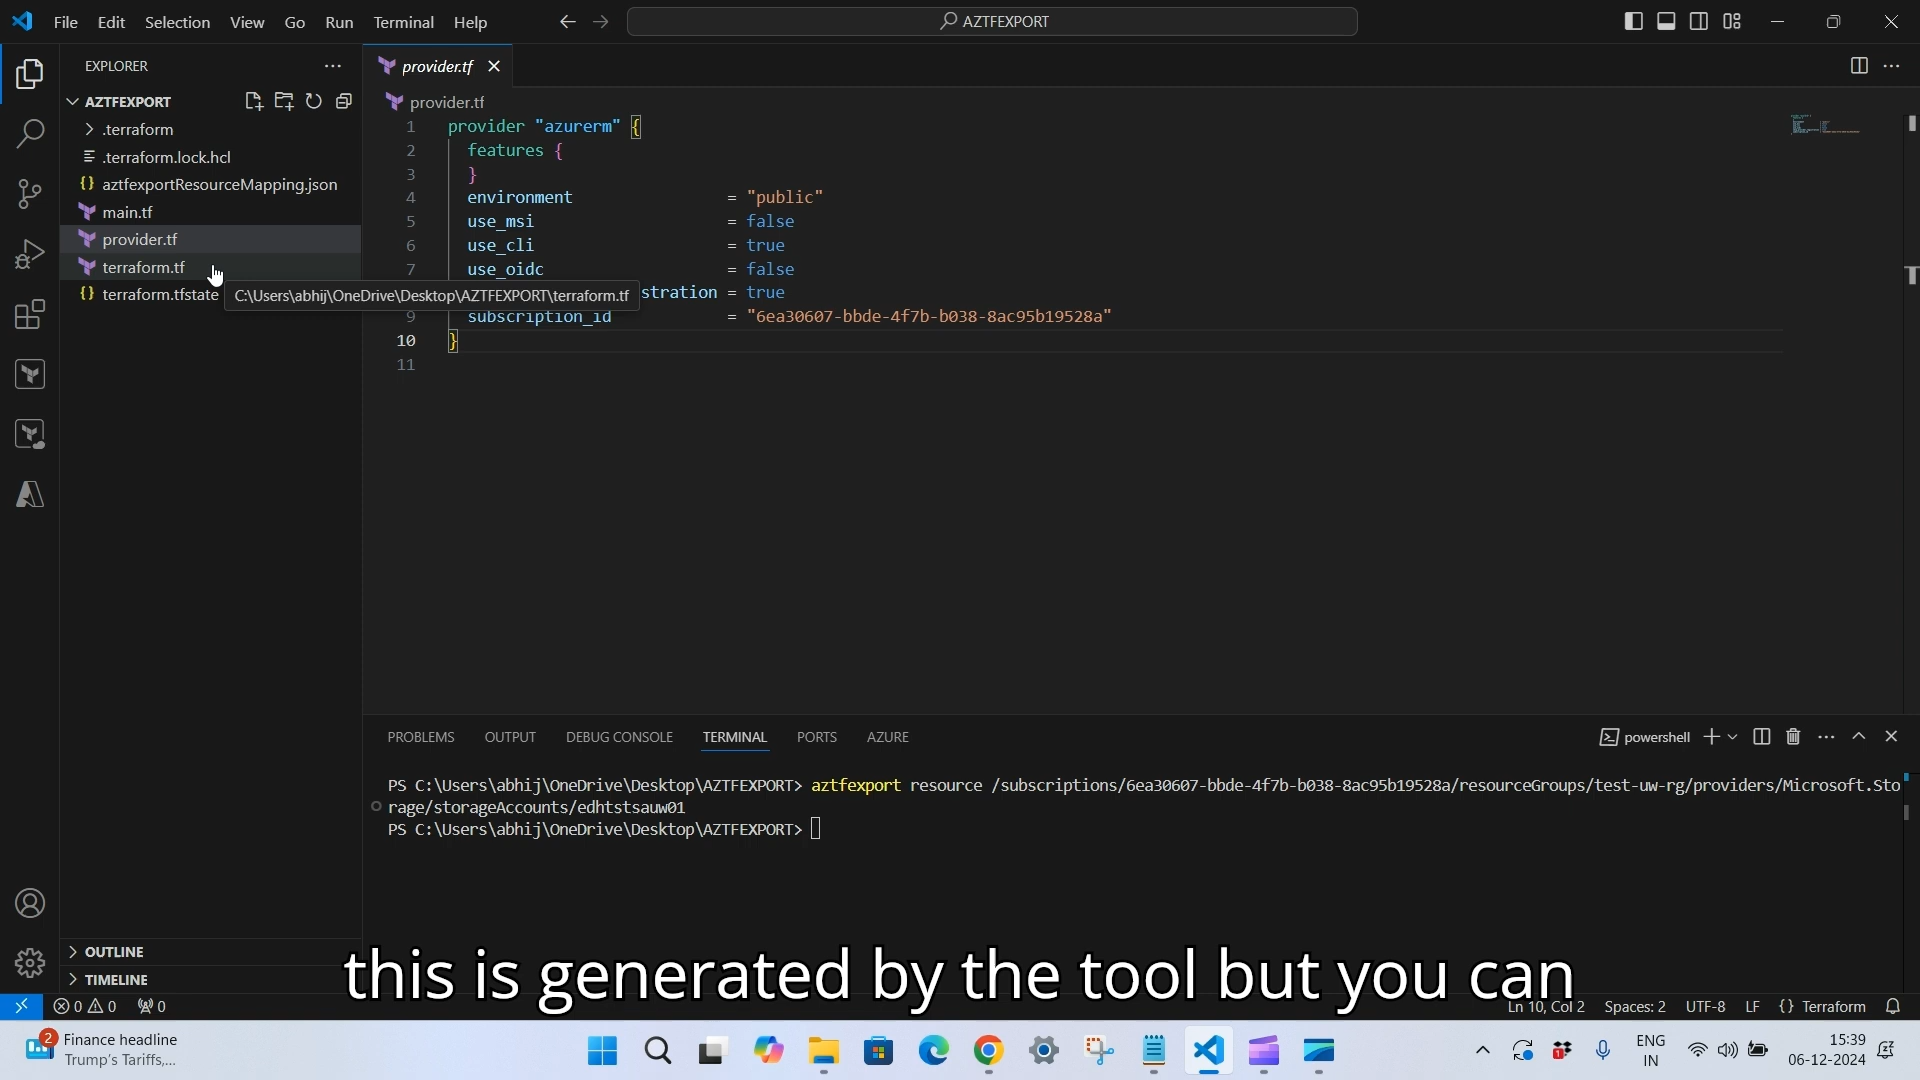 File Edit Selection View Go Run Terminal Help
AZTFEXPORT
EXPLORER
AZTFEXPORT
.terraform
.terraform.lock.hcl
aztfexportResourceMapping.json
main.tf
provider.tf
terraform.tf
terraform.tfstate
C:\Users\abhij\OneDrive\Desktop\AZTFEXPORT\terraform.tf
provider.tf
provider.tf
1 provider "azurerm" {
2 features {
3 }
4 environment = "public"
5 use_msi = false
6 use_cli = true
7 use_oidc = false
stration = true
9 subscription_id = "6ea30607-bbde-4f7b-b038-8ac95b19528a"
10 }
11
PROBLEMS OUTPUT DEBUG CONSOLE TERMINAL PORTS AZURE
powershell
PS C:\Users\abhij\OneDrive\Desktop\AZTFEXPORT> aztfexport resource /subscriptions/6ea30607-bbde-4f7b-b038-8ac95b19528a/resourceGroups/test-uw-rg/providers/Microsoft.Sto
rage/storageAccounts/edhtstsauw01
PS C:\Users\abhij\OneDrive\Desktop\AZTFEXPORT>
OUTLINE
TIMELINE
this is generated by the tool but you can
0 0 0
Ln 10, Col 2 Spaces: 2 UTF-8 LF {} Terraform
2
Finance headline
Trump's Tariffs,...
1
ENG
IN
15:39
06-12-2024